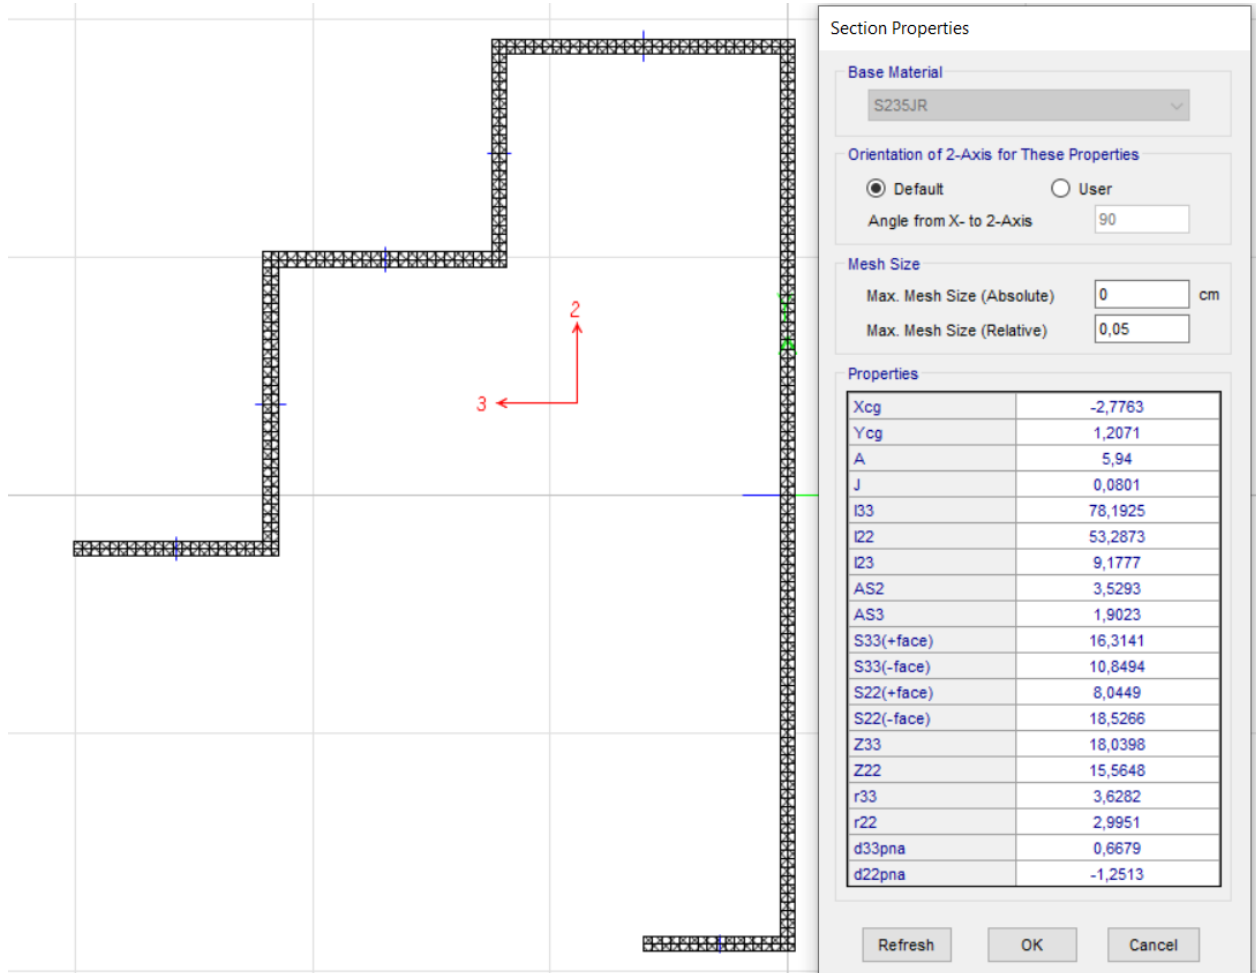 2
3
Section Properties
Base Material
S235JR
Orientation of 2-Axis for These Properties
Default User
Angle from X- to 2-Axis 90
Mesh Size
Max. Mesh Size (Absolute) 0 cm
Max. Mesh Size (Relative) 0,05
Properties
Xcg -2,7763
Ycg 1,2071
A 5,94
J 0,0801
I33 78,1925
I22 53,2873
I23 9,1777
AS2 3,5293
AS3 1,9023
S33(+face) 16,3141
S33(-face) 10,8494
S22(+face) 8,0449
S22(-face) 18,5266
Z33 18,0398
Z22 15,5648
r33 3,6282
r22 2,9951
d33pna 0,6679
d22pna -1,2513
Refresh OK Cancel